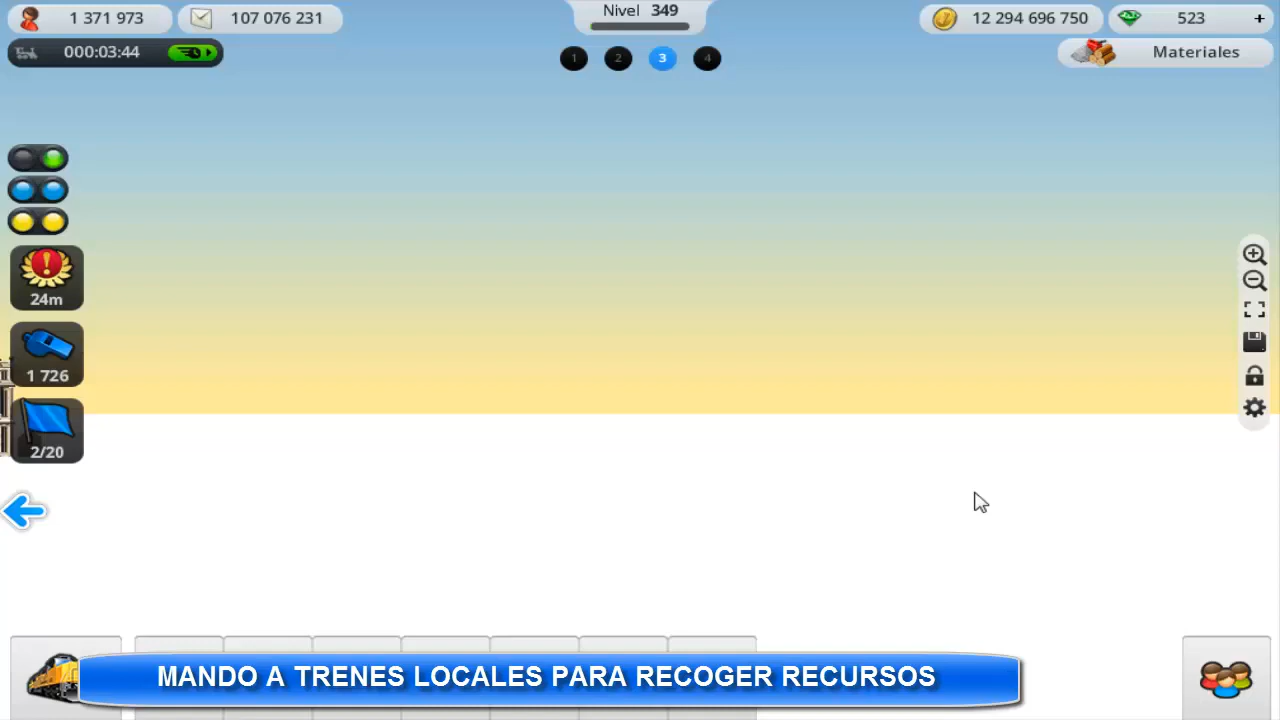 1 371 973
107 076 231
Nivel 349
12 294 696 750
523
+
000:03:44
1
2
3
4
Materiales
24m
1 726
2/20
MANDO A TRENES LOCALES PARA RECOGER RECURSOS